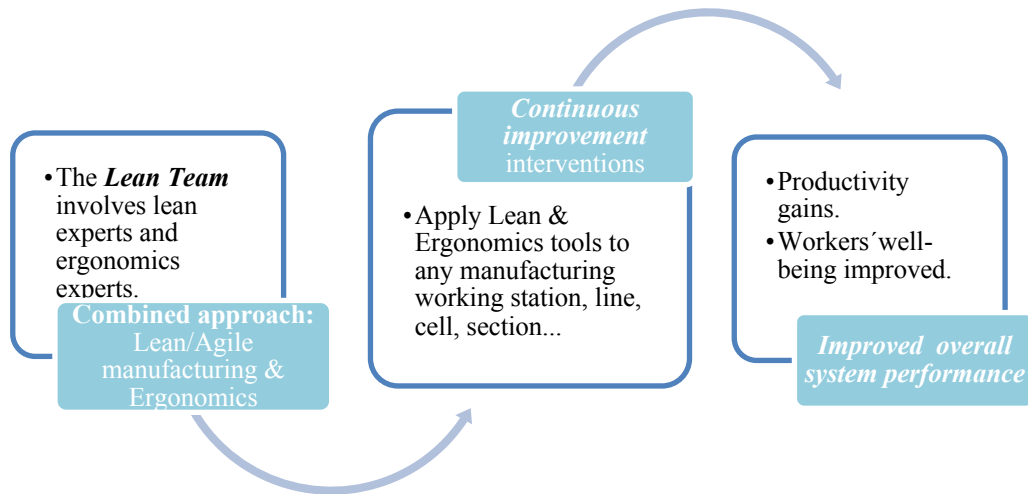 •The Lean Team
involves lean
experts and
ergonomics
experts.
Combined approach:
Lean/Agile
manufacturing &
Ergonomics
Continuous
improvement
interventions
•Apply Lean &
Ergonomics tools to
any manufacturing
working station, line,
cell, section...
•Productivity
gains.
•Workers´well-
being improved.
Improved overall
system performance